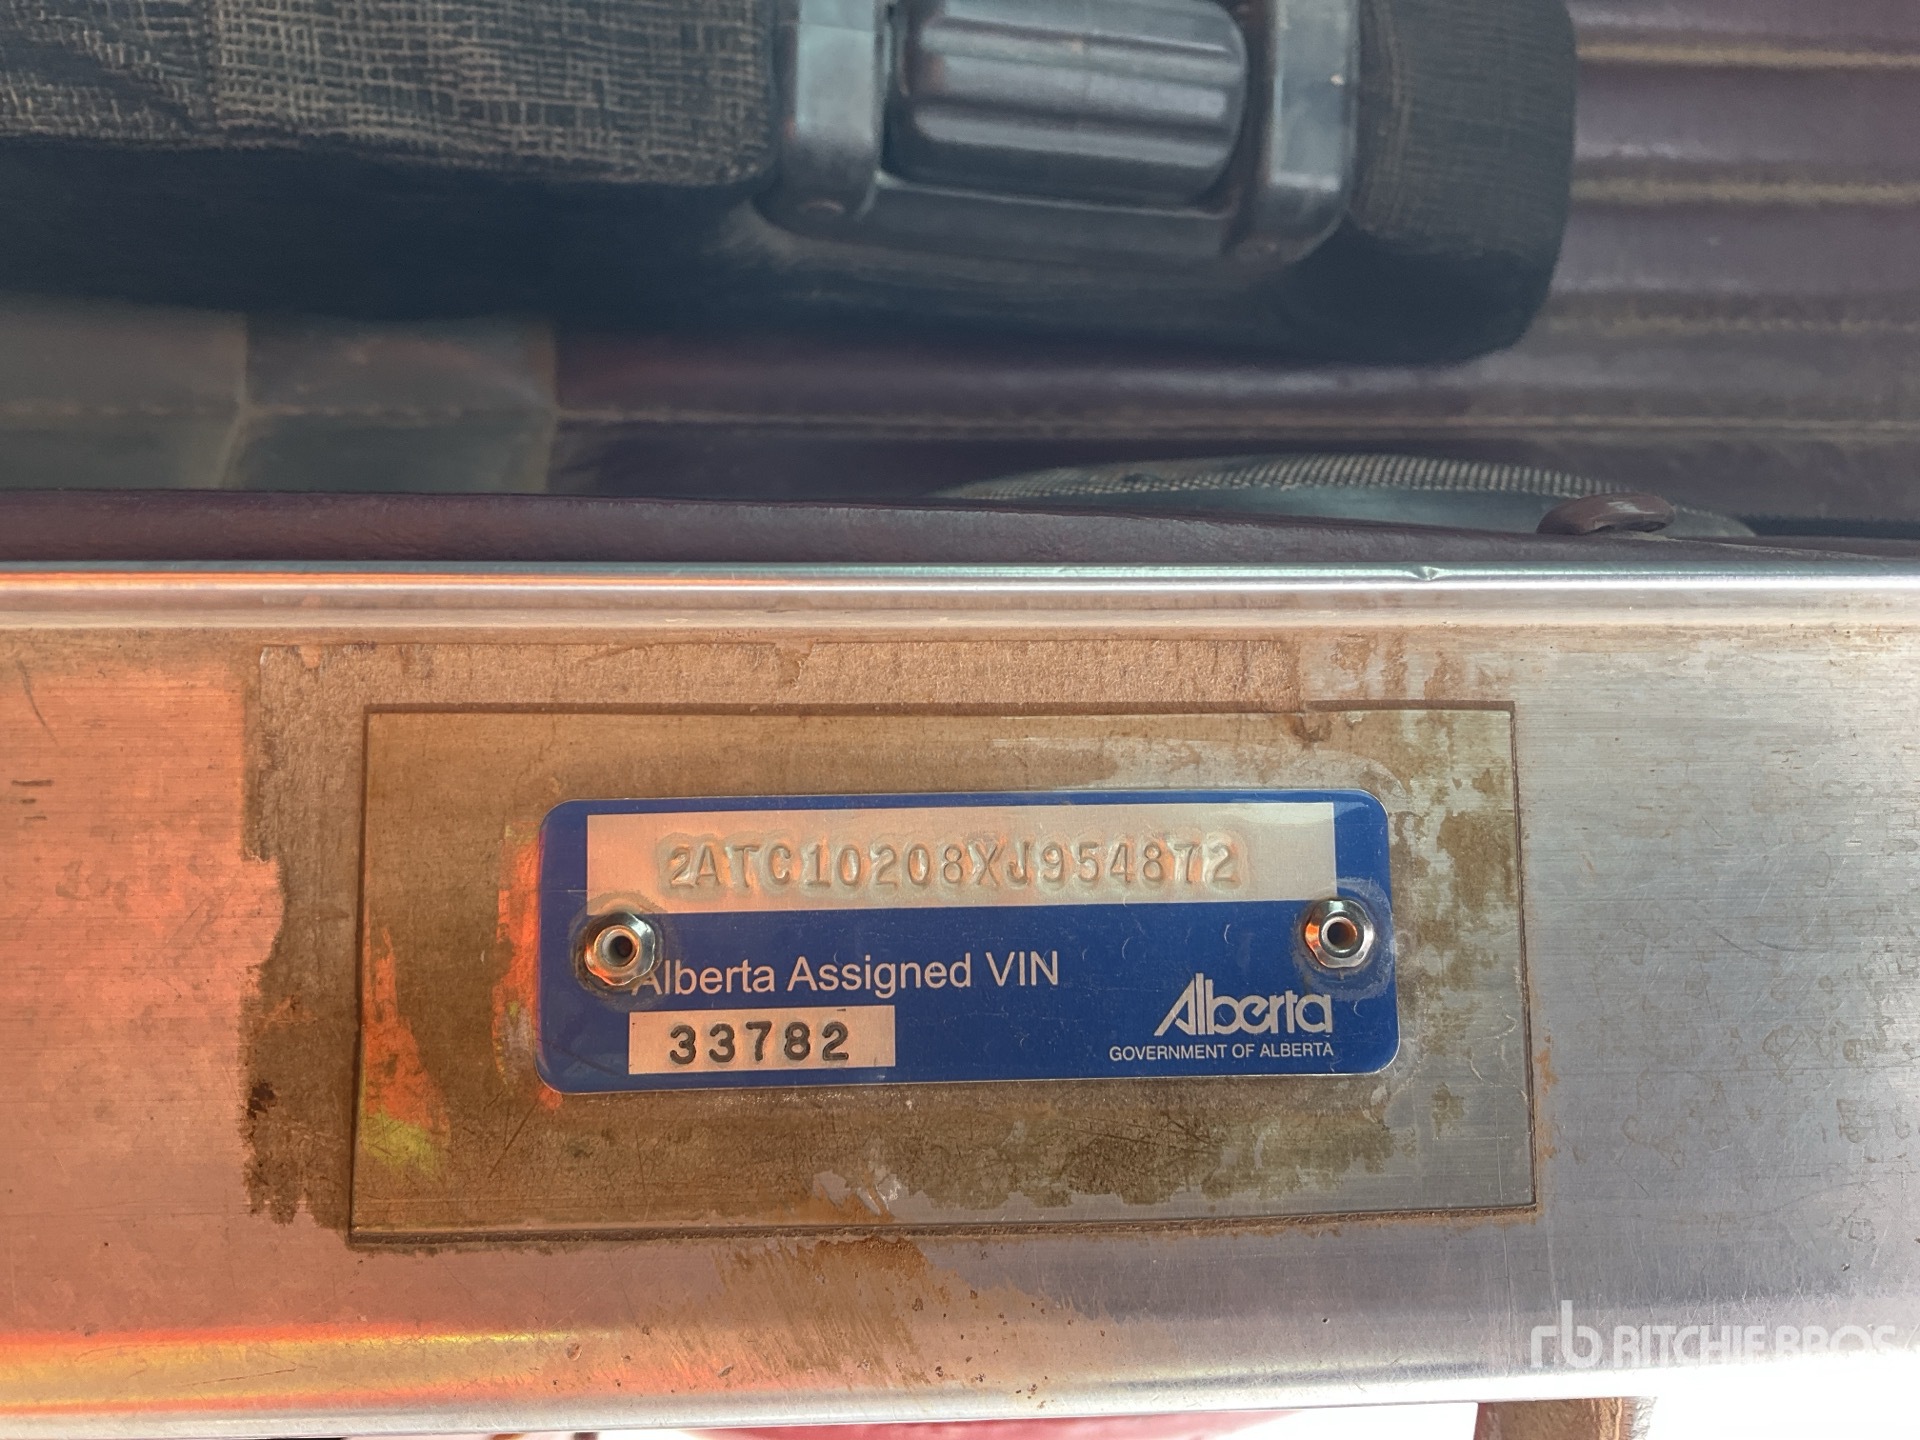 2ATC10208XJ954872
Alberta Assigned VIN
33782
Alberta
GOVERNMENT OF ALBERTA
rb RITCHIE BROS